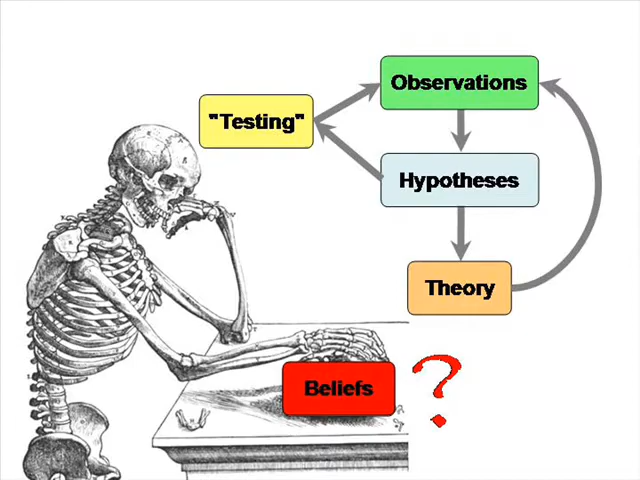 Observations
"Testing"
Hypotheses
Theory
Beliefs
?